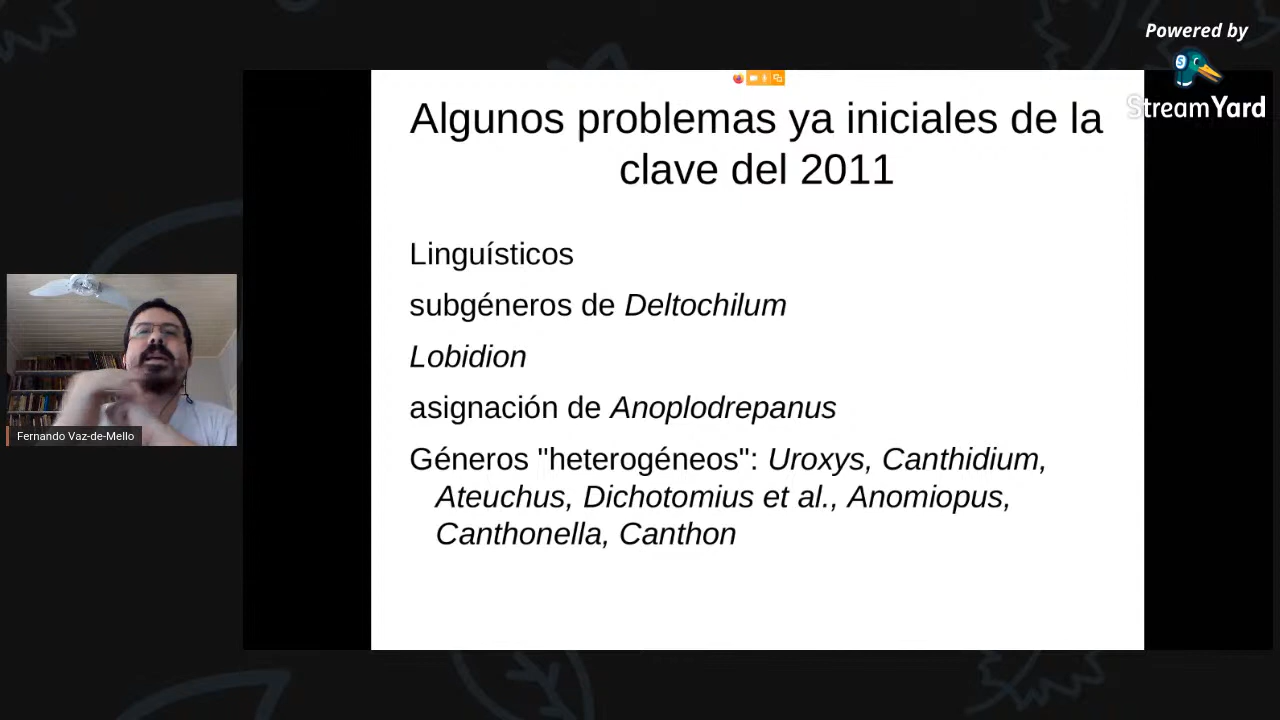 Powered by
StreamYard
Algunos problemas ya iniciales de la
clave del 2011
Linguísticos
subgéneros de Deltochilum
Lobidion
asignación de Anoplodrepanus
Géneros "heterogéneos": Uroxys, Canthidium,
Ateuchus, Dichotomius et al., Anomiopus,
Canthonella, Canthon
Fernando Vaz-de-Mello